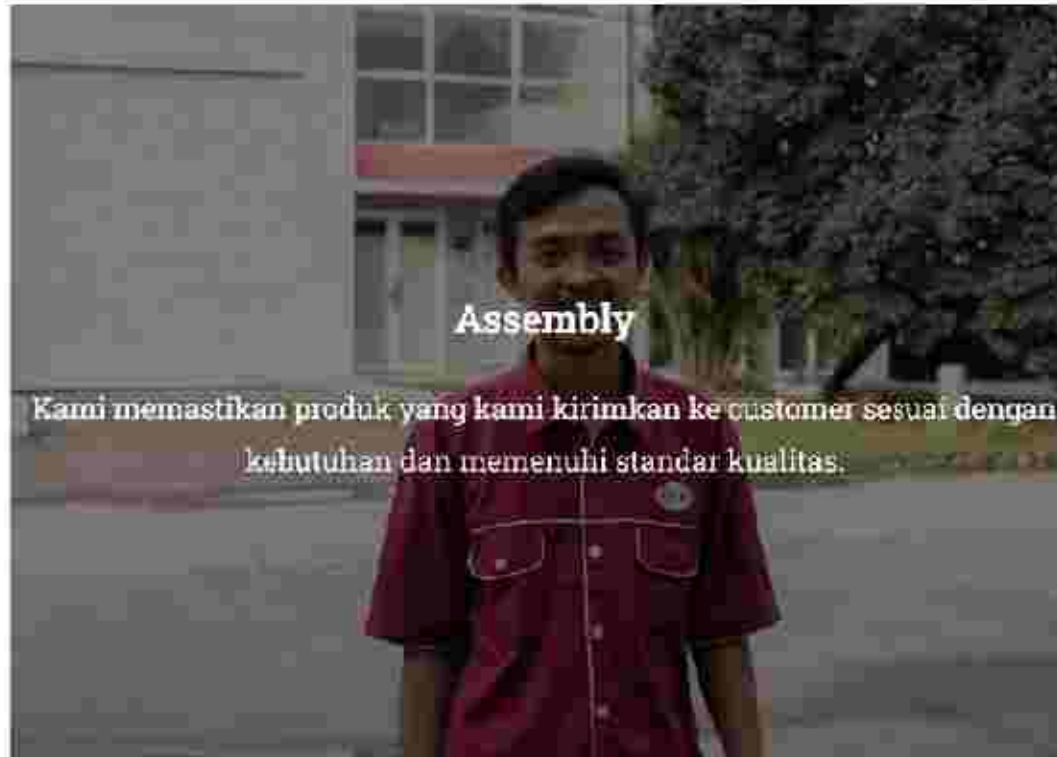 Assembly
Kami memastikan produk yang kami kirimkan ke customer sesuai dengan
kebutuhan dan memenuhi standar kualitas.